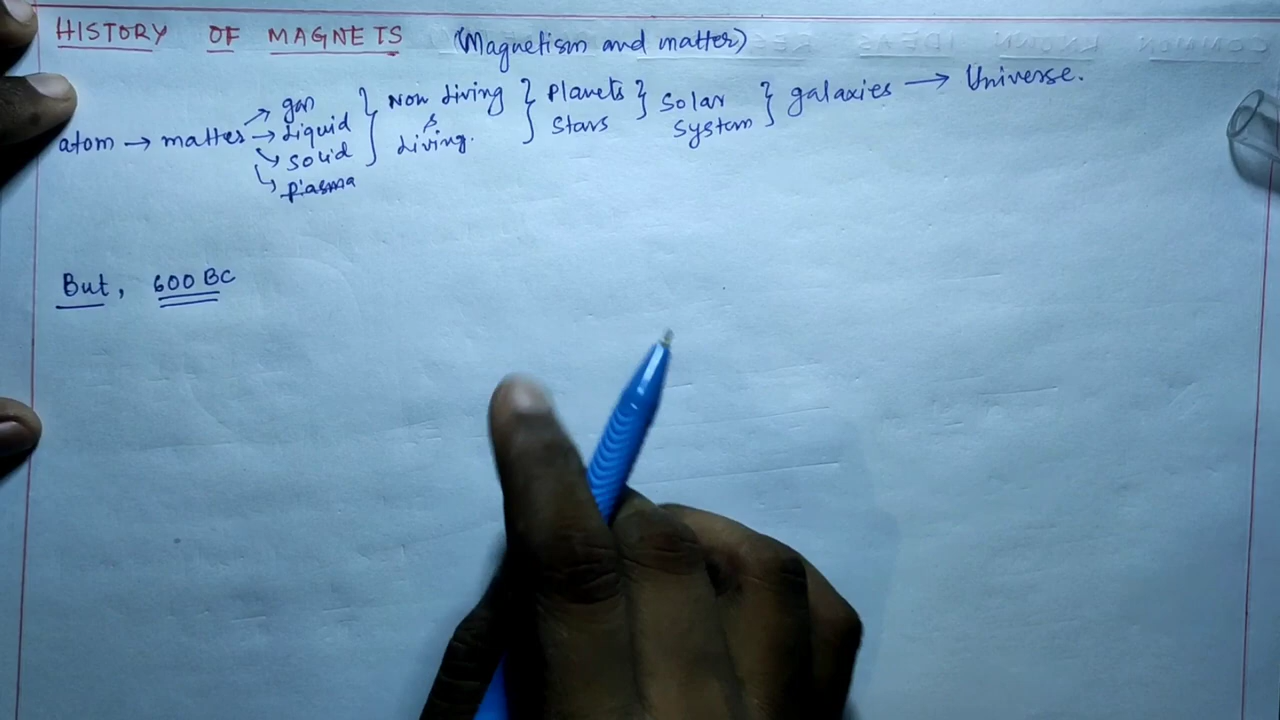 HISTORY OF MAGNETS (Magnetism and matter)
atom → matter → gas → Liquid → solid → plasma } Non living & living. } Planets Stars } Solar System } galaxies → Universe.
But, 600 BC